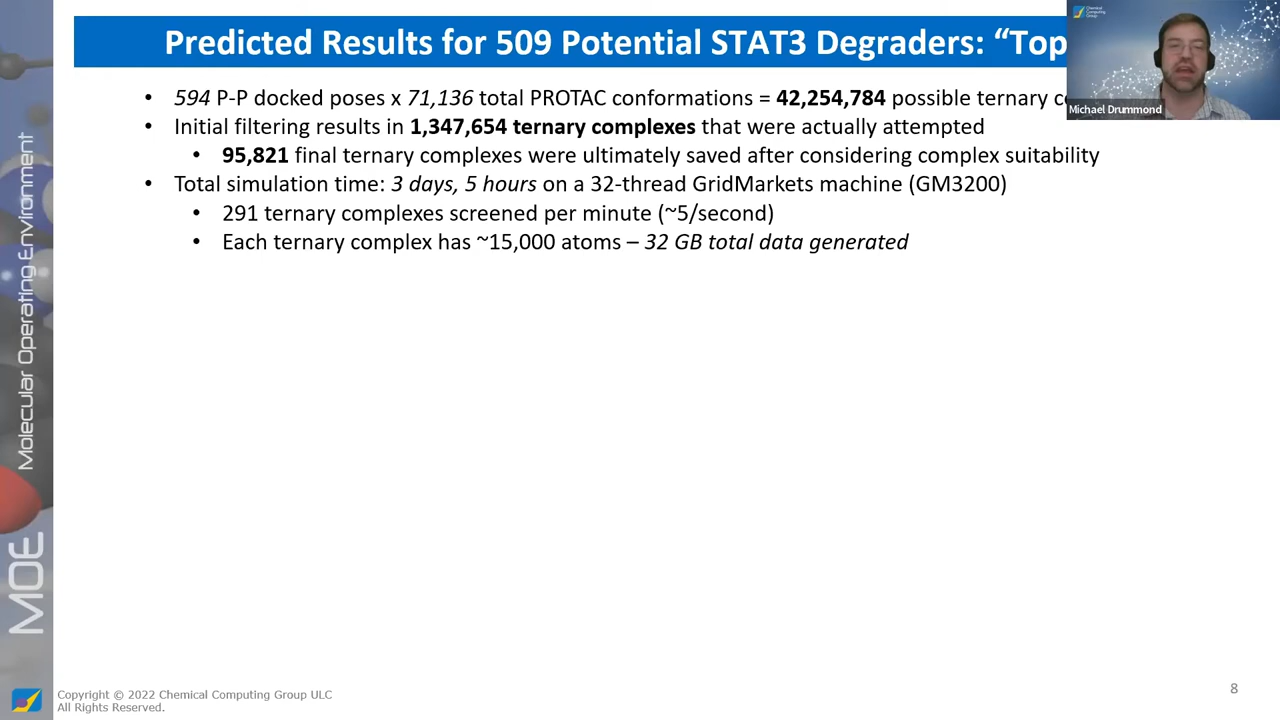 Predicted Results for 509 Potential STAT3 Degraders: “Top
Chemical
Computing
Group
Michael Drummond
• 594 P-P docked poses x 71,136 total PROTAC conformations = 42,254,784 possible ternary
• Initial filtering results in 1,347,654 ternary complexes that were actually attempted
• 95,821 final ternary complexes were ultimately saved after considering complex suitability
• Total simulation time: 3 days, 5 hours on a 32-thread GridMarkets machine (GM3200)
• 291 ternary complexes screened per minute (~5/second)
• Each ternary complex has ~15,000 atoms – 32 GB total data generated
Molecular Operating Environment
MOE
Copyright © 2022 Chemical Computing Group ULC
All Rights Reserved.
8